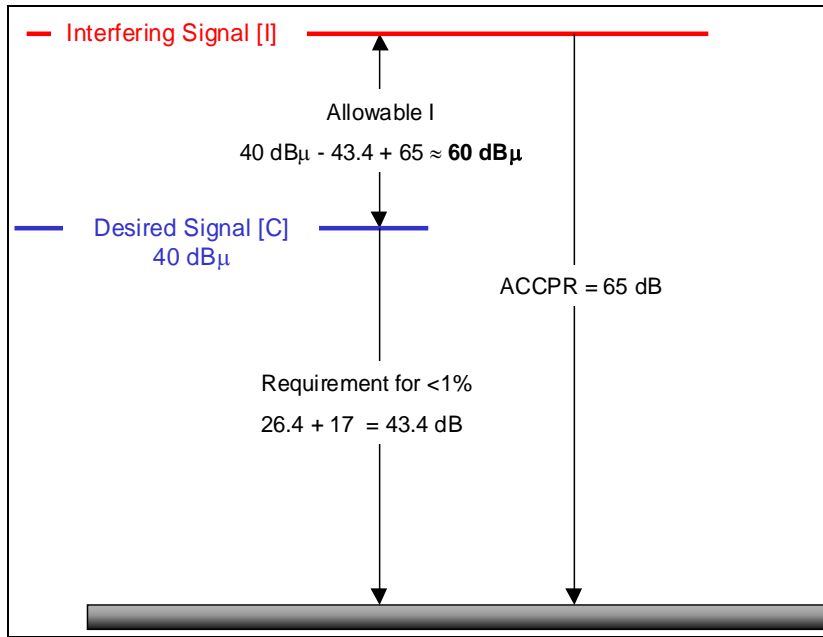 Interfering Signal [I]
Allowable I
40 dBμ - 43.4 + 65 ≈ 60 dBμ
Desired Signal [C]
40 dBμ
ACCPR = 65 dB
Requirement for <1%
26.4 + 17 = 43.4 dB